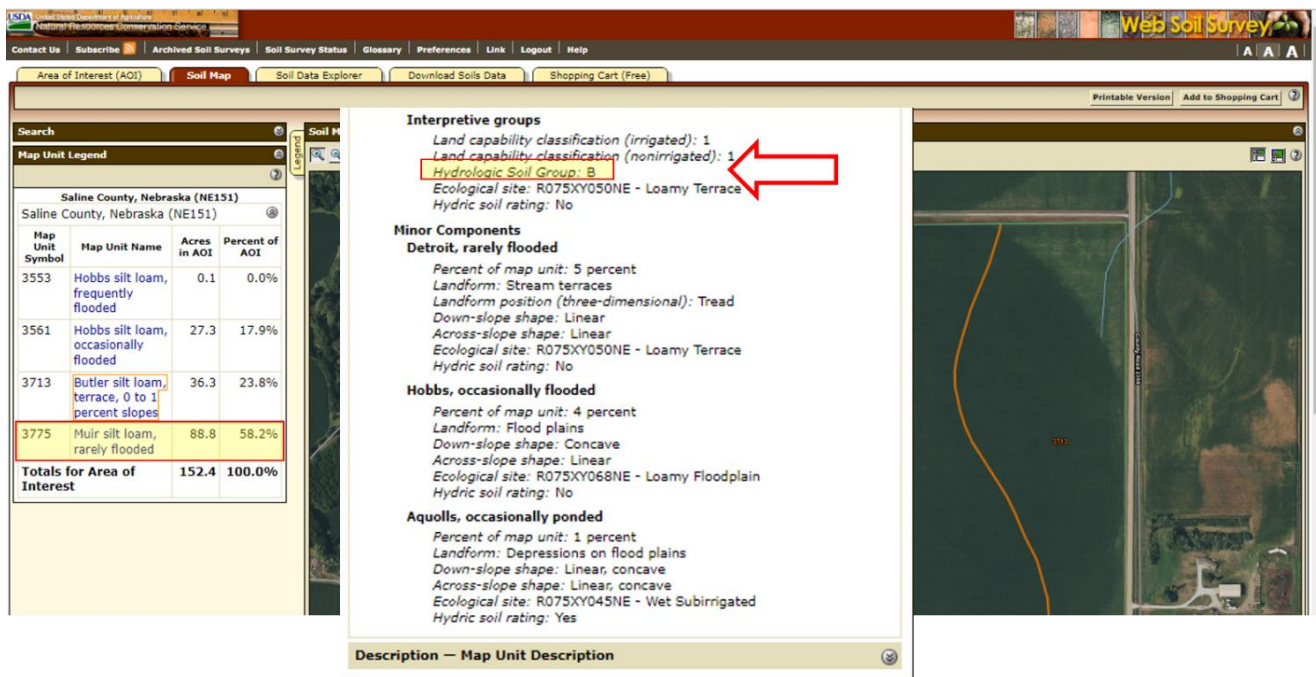 USDA United States Department of Agriculture
Natural Resources Conservation Service
Web Soil Survey
Contact Us | Subscribe | Archived Soil Surveys | Soil Survey Status | Glossary | Preferences | Link | Logout | Help
A A A
Area of Interest (AOI) Soil Map Soil Data Explorer Download Soils Data Shopping Cart (Free)
Printable Version Add to Shopping Cart
Search
Map Unit Legend
Saline County, Nebraska (NE151)
Saline County, Nebraska (NE151)
Map Unit Symbol Map Unit Name Acres in AOI Percent of AOI
3553 Hobbs silt loam, frequently flooded 0.1 0.0%
3561 Hobbs silt loam, occasionally flooded 27.3 17.9%
3713 Butler silt loam, terrace, 0 to 1 percent slopes 36.3 23.8%
3775 Muir silt loam, rarely flooded 88.8 58.2%
Totals for Area of Interest 152.4 100.0%
Legend
Soil M
Interpretive groups
Land capability classification (irrigated): 1
Land capability classification (nonirrigated): 1
Hydrologic Soil Group: B
Ecological site: R075XY050NE - Loamy Terrace
Hydric soil rating: No
Minor Components
Detroit, rarely flooded
Percent of map unit: 5 percent
Landform: Stream terraces
Landform position (three-dimensional): Tread
Down-slope shape: Linear
Across-slope shape: Linear
Ecological site: R075XY050NE - Loamy Terrace
Hydric soil rating: No
Hobbs, occasionally flooded
Percent of map unit: 4 percent
Landform: Flood plains
Down-slope shape: Concave
Across-slope shape: Linear
Ecological site: R075XY068NE - Loamy Floodplain
Hydric soil rating: No
Aquolls, occasionally ponded
Percent of map unit: 1 percent
Landform: Depressions on flood plains
Down-slope shape: Linear, concave
Across-slope shape: Linear, concave
Ecological site: R075XY045NE - Wet Subirrigated
Hydric soil rating: Yes
Description — Map Unit Description
3713